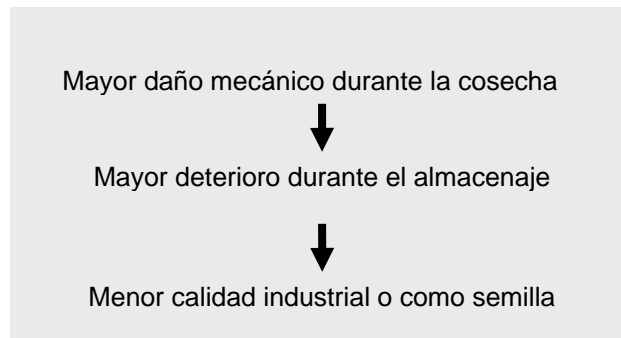 Mayor daño mecánico durante la cosecha
Mayor deterioro durante el almacenaje
Menor calidad industrial o como semilla